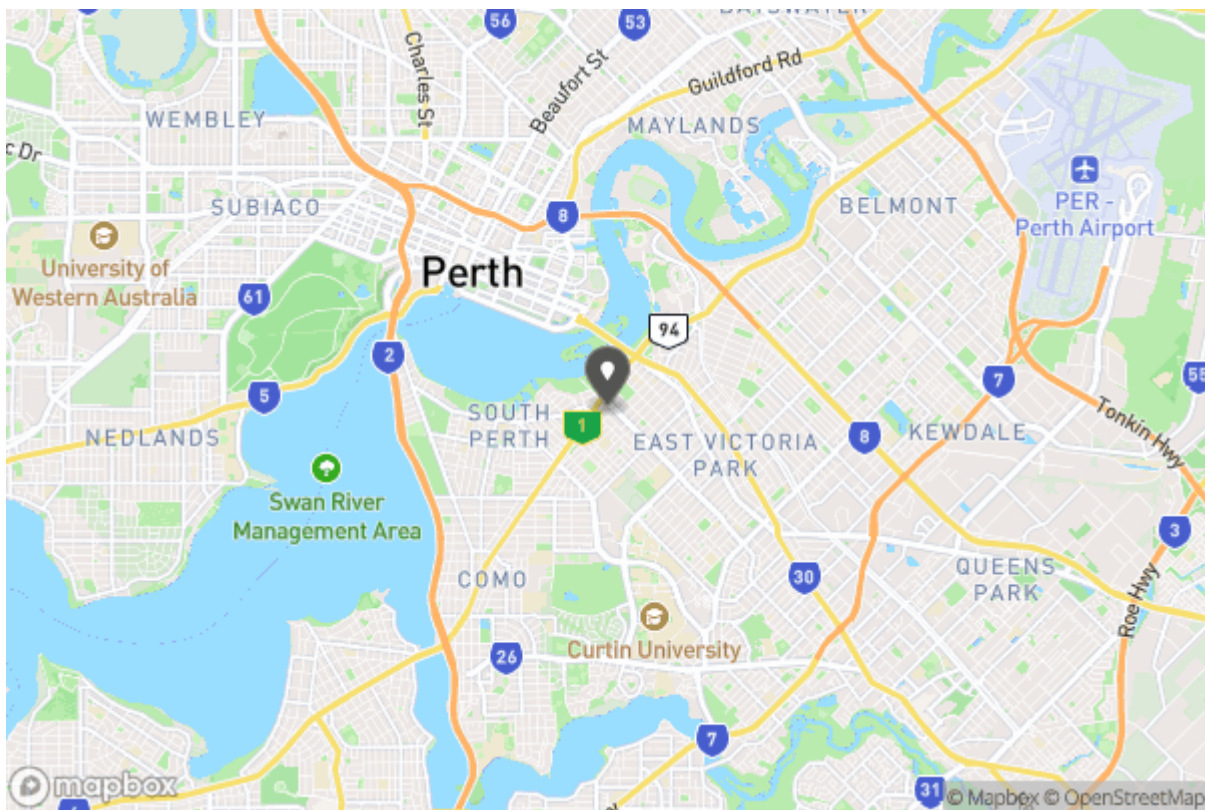 BAYSWATER
56
53
Charles St
Beaufort St
Guildford Rd
WEMBLEY
MAYLANDS
c Dr
SUBIACO
8
BELMONT
PER -
Perth Airport
University of
Western Australia
Perth
61
94
2
5
7
55
SOUTH
PERTH
1
NEDLANDS
EAST VICTORIA
PARK
8
KEWDALE
Tonkin Hwy
Swan River
Management Area
3
COMO
30
QUEENS
PARK
Roe Hwy
Curtin University
26
7
mapbox
31
© Mapbox © OpenStreetMap